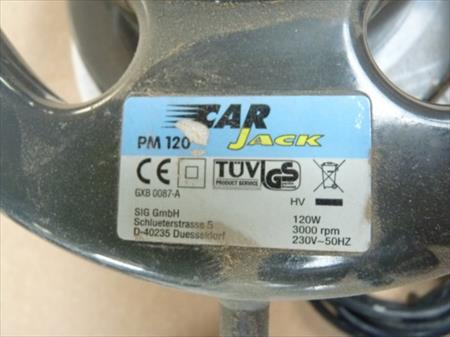 CAR
JACK
PM 120
CE TÜV GS
PRODUCT SERVICE
GXB 0087-A
HV
SIG GmbH
Schlueterstrasse 5
D-40235 Duesseldorf
120W
3000 rpm
230V~50HZ